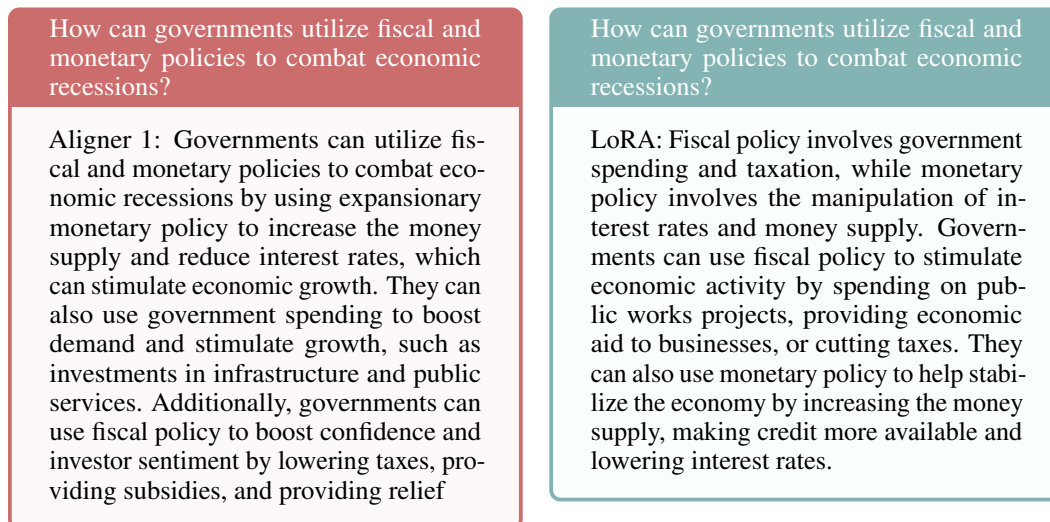 How can governments utilize fiscal and
monetary policies to combat economic
recessions?
Aligner 1: Governments can utilize fis-
cal and monetary policies to combat eco-
nomic recessions by using expansionary
monetary policy to increase the money
supply and reduce interest rates, which
can stimulate economic growth. They can
also use government spending to boost
demand and stimulate growth, such as
investments in infrastructure and public
services. Additionally, governments can
use fiscal policy to boost confidence and
investor sentiment by lowering taxes, pro-
viding subsidies, and providing relief
How can governments utilize fiscal and
monetary policies to combat economic
recessions?
LoRA: Fiscal policy involves government
spending and taxation, while monetary
policy involves the manipulation of in-
terest rates and money supply. Govern-
ments can use fiscal policy to stimulate
economic activity by spending on pub-
lic works projects, providing economic
aid to businesses, or cutting taxes. They
can also use monetary policy to help stabi-
lize the economy by increasing the money
supply, making credit more available and
lowering interest rates.